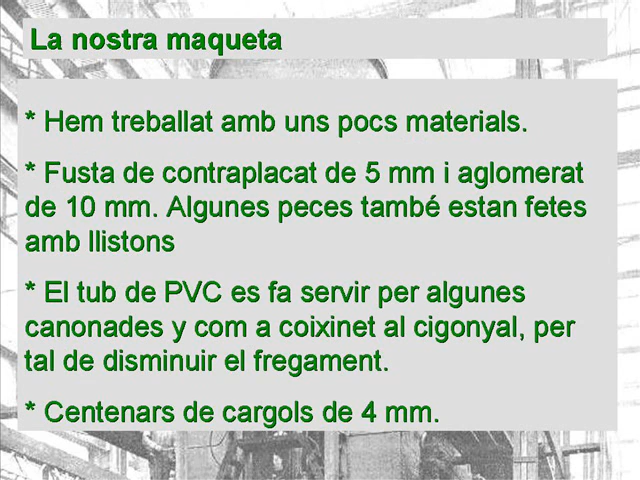 La nostra maqueta
* Hem treballat amb uns pocs materials.
* Fusta de contraplacat de 5 mm i aglomerat
de 10 mm. Algunes peces també estan fetes
amb llistons
* El tub de PVC es fa servir per algunes
canonades y com a coixinet al cigonyal, per
tal de disminuir el fregament.
* Centenars de cargols de 4 mm.